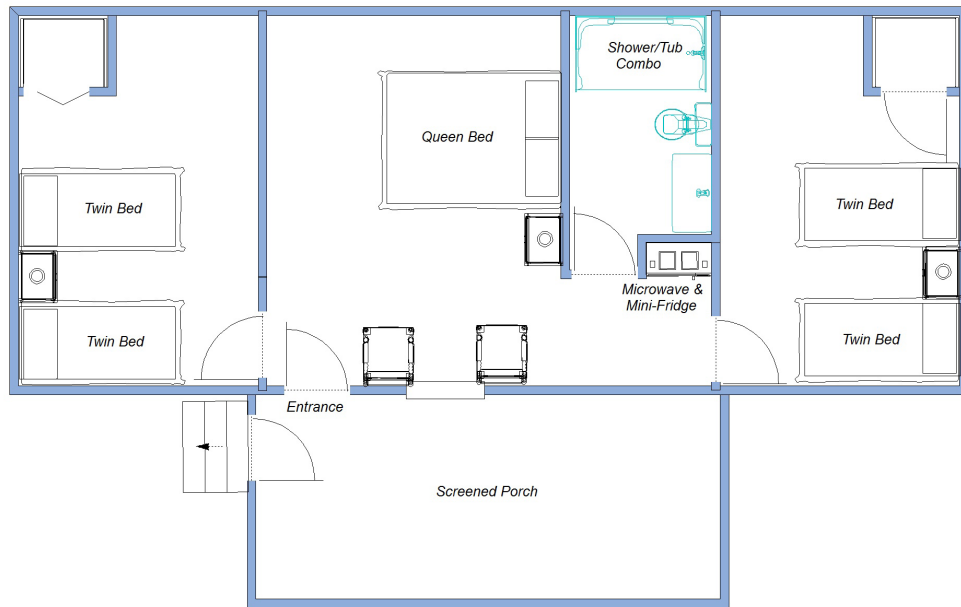 Shower/Tub
Combo
Queen Bed
Twin Bed
Twin Bed
Microwave &
Mini-Fridge
Twin Bed
Twin Bed
Entrance
Screened Porch